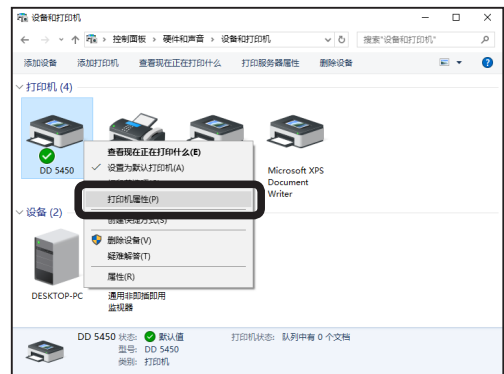 设备和打印机
控制面板 > 硬件和声音 > 设备和打印机
搜索"设备和打印机"
添加设备 添加打印机 查看现在正在打印什么 打印服务器属性 删除设备
打印机 (4)
DD 5450
Microsoft XPS
Document
Writer
查看现在正在打印什么(E)
设置为默认打印机(A)
打印机属性(P)
创建快捷方式(S)
删除设备(V)
疑难解答(T)
属性(R)
设备 (2)
DESKTOP-PC
通用非即插即用
监视器
DD 5450 状态: 默认值 打印机状态: 队列中有 0 个文档
型号: DD 5450
类别: 打印机